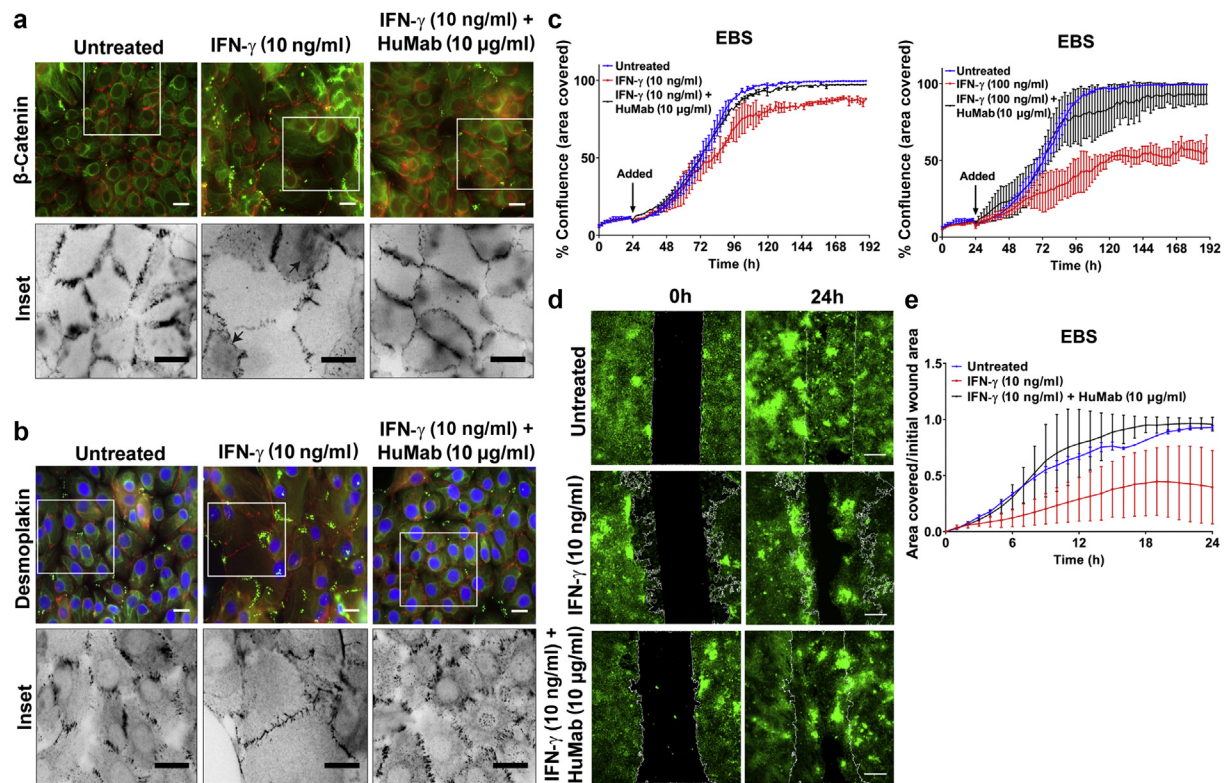 a
Untreated
IFN-γ (10 ng/ml)
IFN-γ (10 ng/ml) +
HuMab (10 μg/ml)
β-Catenin
Inset
b
Untreated
IFN-γ (10 ng/ml)
IFN-γ (10 ng/ml) +
HuMab (10 μg/ml)
Desmoplakin
Inset
c
EBS
Untreated
IFN-γ (10 ng/ml)
IFN-γ (10 ng/ml) +
HuMab (10 μg/ml)
% Confluence (area covered)
100
50
0
Added
0 24 48 72 96 120 144 168 192
Time (h)
EBS
Untreated
IFN-γ (100 ng/ml)
IFN-γ (100 ng/ml) +
HuMab (10 μg/ml)
% Confluence (area covered)
100
50
0
Added
0 24 48 72 96 120 144 168 192
Time (h)
d
0h
24h
Untreated
IFN-γ (10 ng/ml)
IFN-γ (10 ng/ml) +
HuMab (10 μg/ml)
e
EBS
Untreated
IFN-γ (10 ng/ml)
IFN-γ (10 ng/ml) + HuMab (10 μg/ml)
Area covered/initial wound area
1.5
1.0
0.5
0.0
0 6 12 18 24
Time (h)